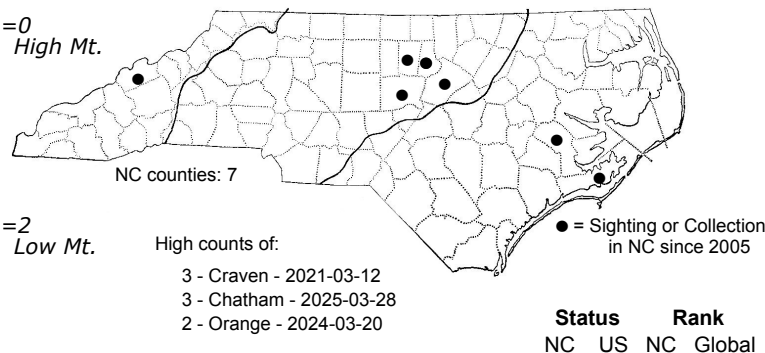 =0
High Mt.
NC counties: 7
=2
Low Mt.
High counts of:
3 - Craven - 2021-03-12
3 - Chatham - 2025-03-28
2 - Orange - 2024-03-20
● = Sighting or Collection
in NC since 2005
Status Rank
NC US NC Global